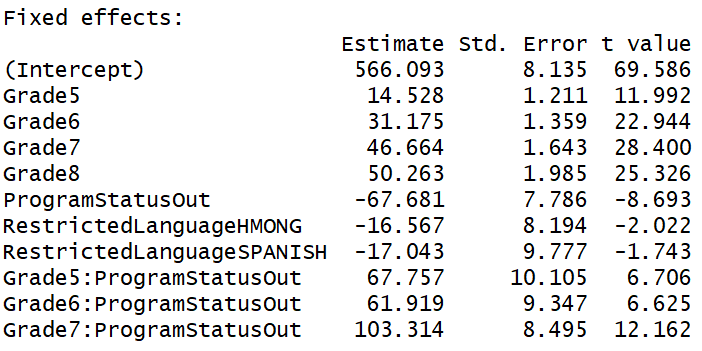 Fixed effects:
Estimate Std. Error t value
(Intercept) 566.093 8.135 69.586
Grade5 14.528 1.211 11.992
Grade6 31.175 1.359 22.944
Grade7 46.664 1.643 28.400
Grade8 50.263 1.985 25.326
ProgramStatusOut -67.681 7.786 -8.693
RestrictedLanguageHMONG -16.567 8.194 -2.022
RestrictedLanguageSPANISH -17.043 9.777 -1.743
Grade5:ProgramStatusOut 67.757 10.105 6.706
Grade6:ProgramStatusOut 61.919 9.347 6.625
Grade7:ProgramStatusOut 103.314 8.495 12.162